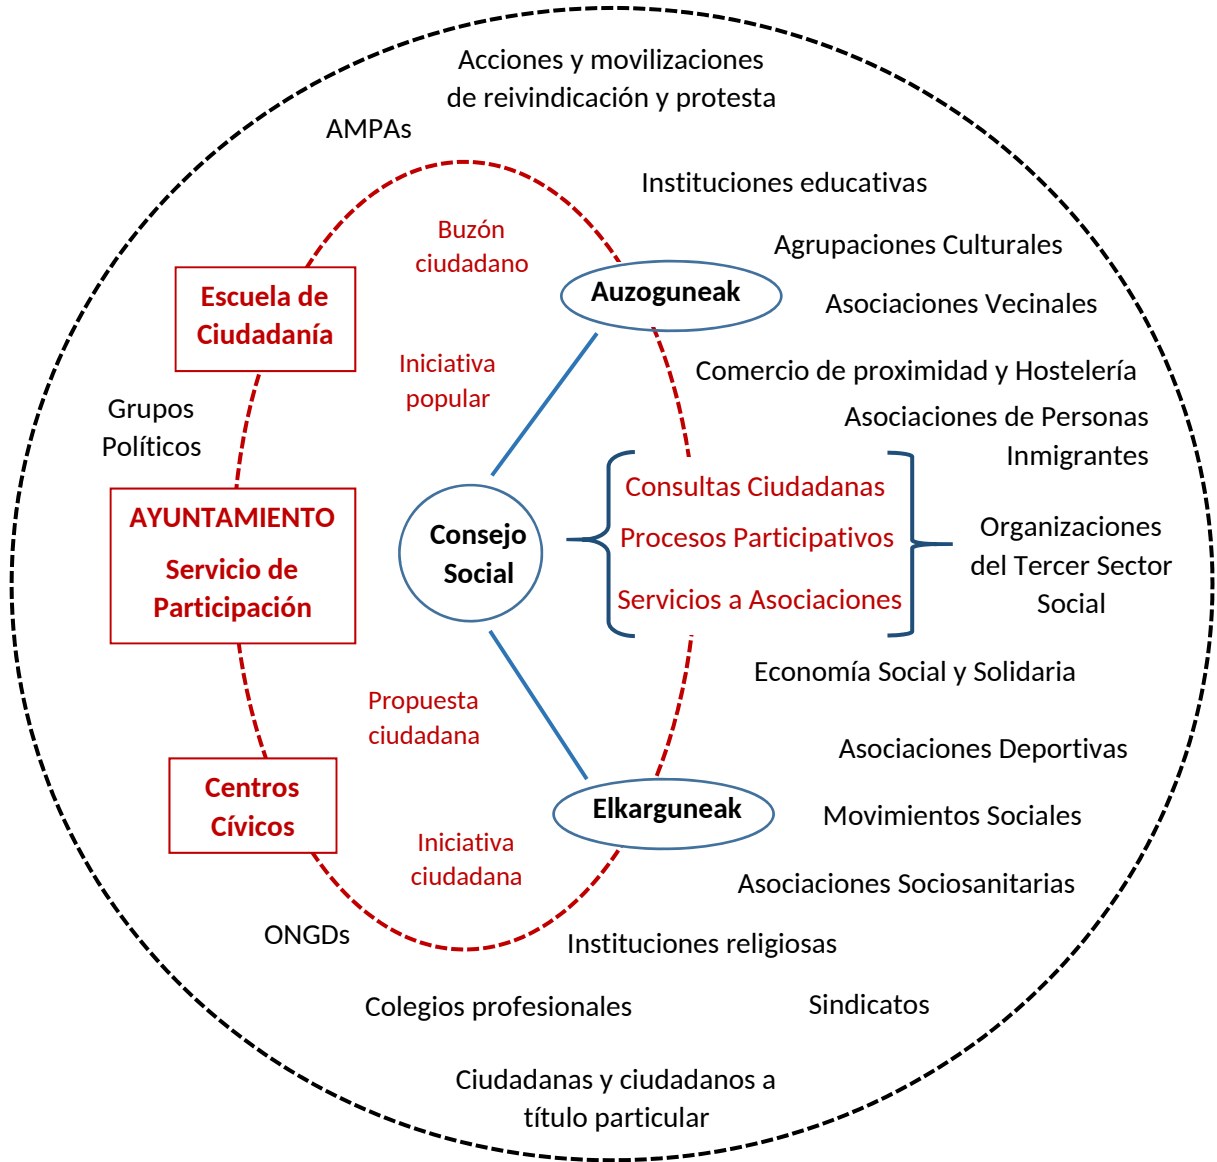 Acciones y movilizaciones
de reivindicación y protesta
AMPAs
Instituciones educativas
Buzón
ciudadano
Agrupaciones Culturales
Escuela de
Ciudadanía
Auzoguneak
Asociaciones Vecinales
Iniciativa
popular
Comercio de proximidad y Hostelería
Grupos
Políticos
Asociaciones de Personas
Inmigrantes
AYUNTAMIENTO
Servicio de
Participación
Consejo
Social
Consultas Ciudadanas
Procesos Participativos
Servicios a Asociaciones
Organizaciones
del Tercer Sector
Social
Economía Social y Solidaria
Propuesta
ciudadana
Asociaciones Deportivas
Centros
Cívicos
Elkarguneak
Movimientos Sociales
Iniciativa
ciudadana
Asociaciones Sociosanitarias
ONGDs
Instituciones religiosas
Colegios profesionales
Sindicatos
Ciudadanas y ciudadanos a
título particular